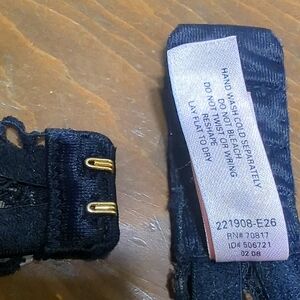 HAND WASH COLD SEPARATELY
DO NOT BLEACH
DO NOT TWIST OR WRING
RESHAPE
LAY FLAT TO DRY
221908-E26
RN# 70817
ID# 506721
02 08